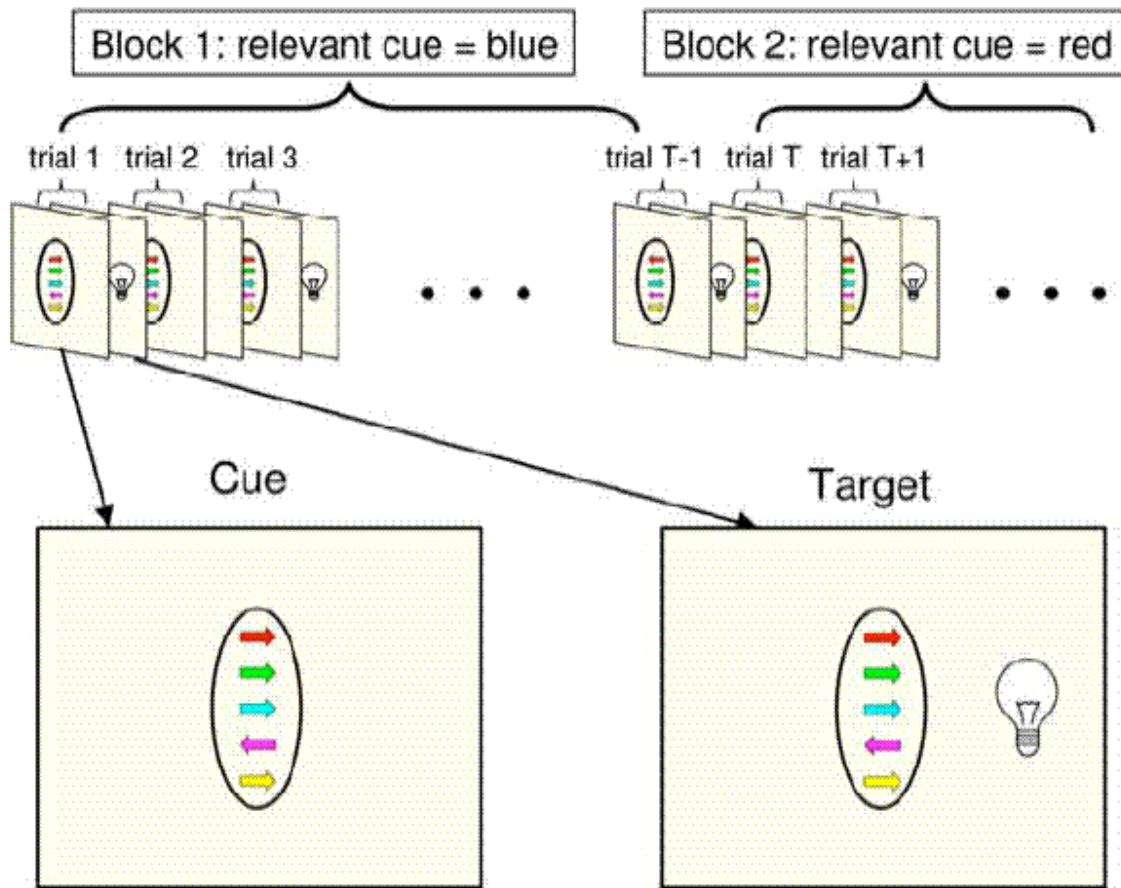 Block 1: relevant cue = blue
Block 2: relevant cue = red
trial 1 trial 2 trial 3
trial T-1 trial T trial T+1
Cue
Target